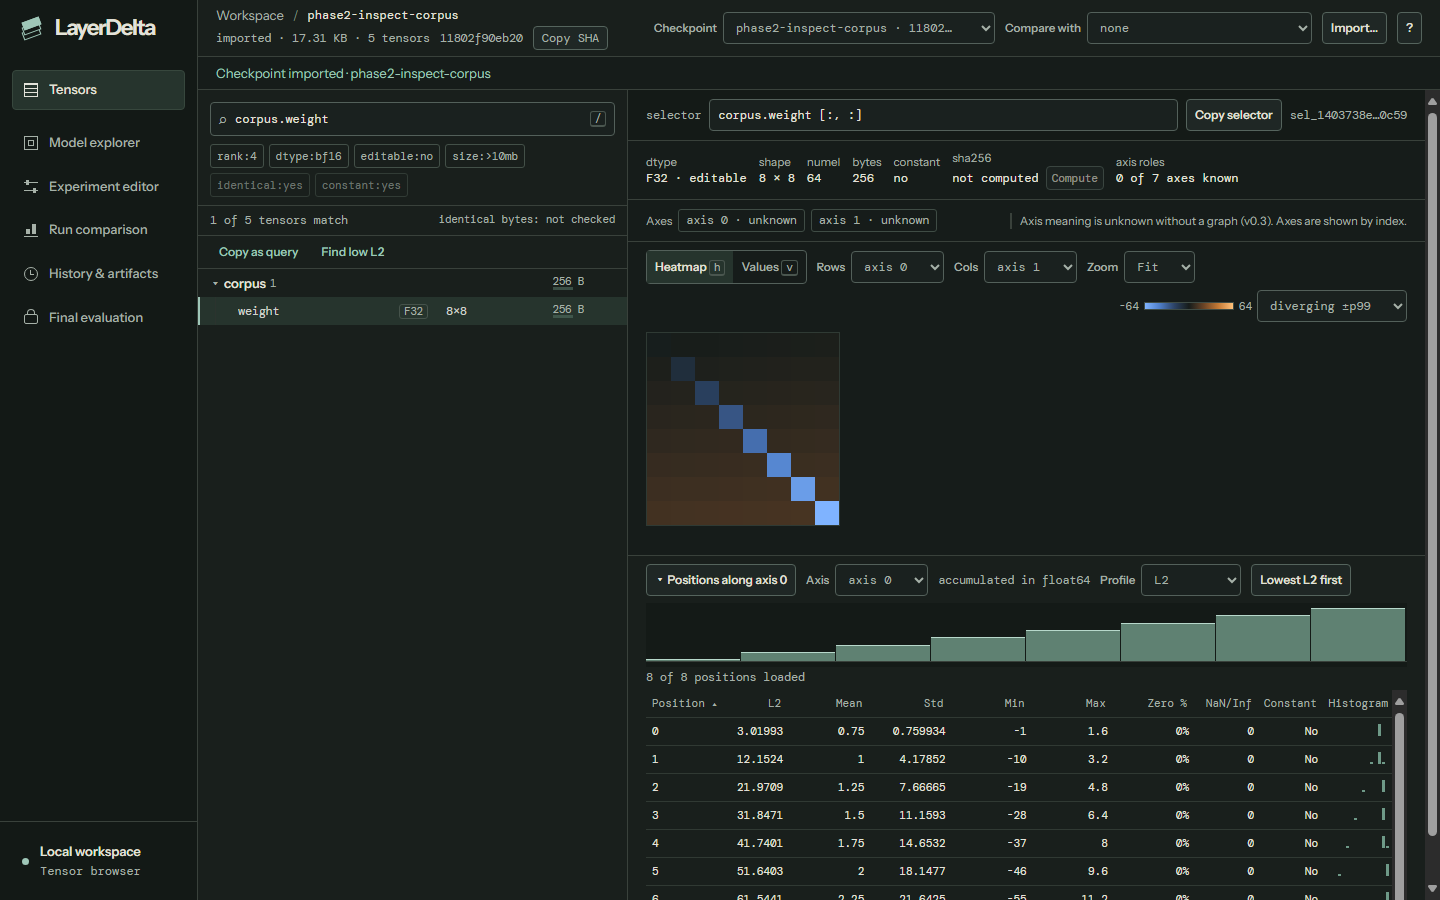 LayerDelta
Workspace / phase2-inspect-corpus
imported · 17.31 KB · 5 tensors 11802f90eb20 Copy SHA
Checkpoint phase2-inspect-corpus · 11802… Compare with none Import… ?
Checkpoint imported · phase2-inspect-corpus
Tensors
Model explorer
Experiment editor
Run comparison
History & artifacts
Final evaluation
Local workspace
Tensor browser
corpus.weight /
rank:4 dtype:bf16 editable:no size:>10mb
identical:yes constant:yes
1 of 5 tensors match identical bytes: not checked
Copy as query Find low L2
corpus 1 256 B
weight F32 8×8 256 B
selector corpus.weight [:, :] Copy selector sel_1403738e…0c59
dtype shape numel bytes constant sha256 axis roles
F32 · editable 8 × 8 64 256 no not computed Compute 0 of 7 axes known
Axes axis 0 · unknown axis 1 · unknown Axis meaning is unknown without a graph (v0.3). Axes are shown by index.
Heatmap h Values v Rows axis 0 Cols axis 1 Zoom Fit
-64 64 diverging ±p99
Positions along axis 0 Axis axis 0 accumulated in float64 Profile L2 Lowest L2 first
8 of 8 positions loaded
Position L2 Mean Std Min Max Zero % NaN/Inf Constant Histogram
0 3.01993 0.75 0.759934 -1 1.6 0% 0 No
1 12.1524 1 4.17852 -10 3.2 0% 0 No
2 21.9709 1.25 7.66665 -19 4.8 0% 0 No
3 31.8471 1.5 11.1593 -28 6.4 0% 0 No
4 41.7401 1.75 14.6532 -37 8 0% 0 No
5 51.6403 2 18.1477 -46 9.6 0% 0 No
6 61.5441 2.25 21.6425 -55 11.2 0% 0 No